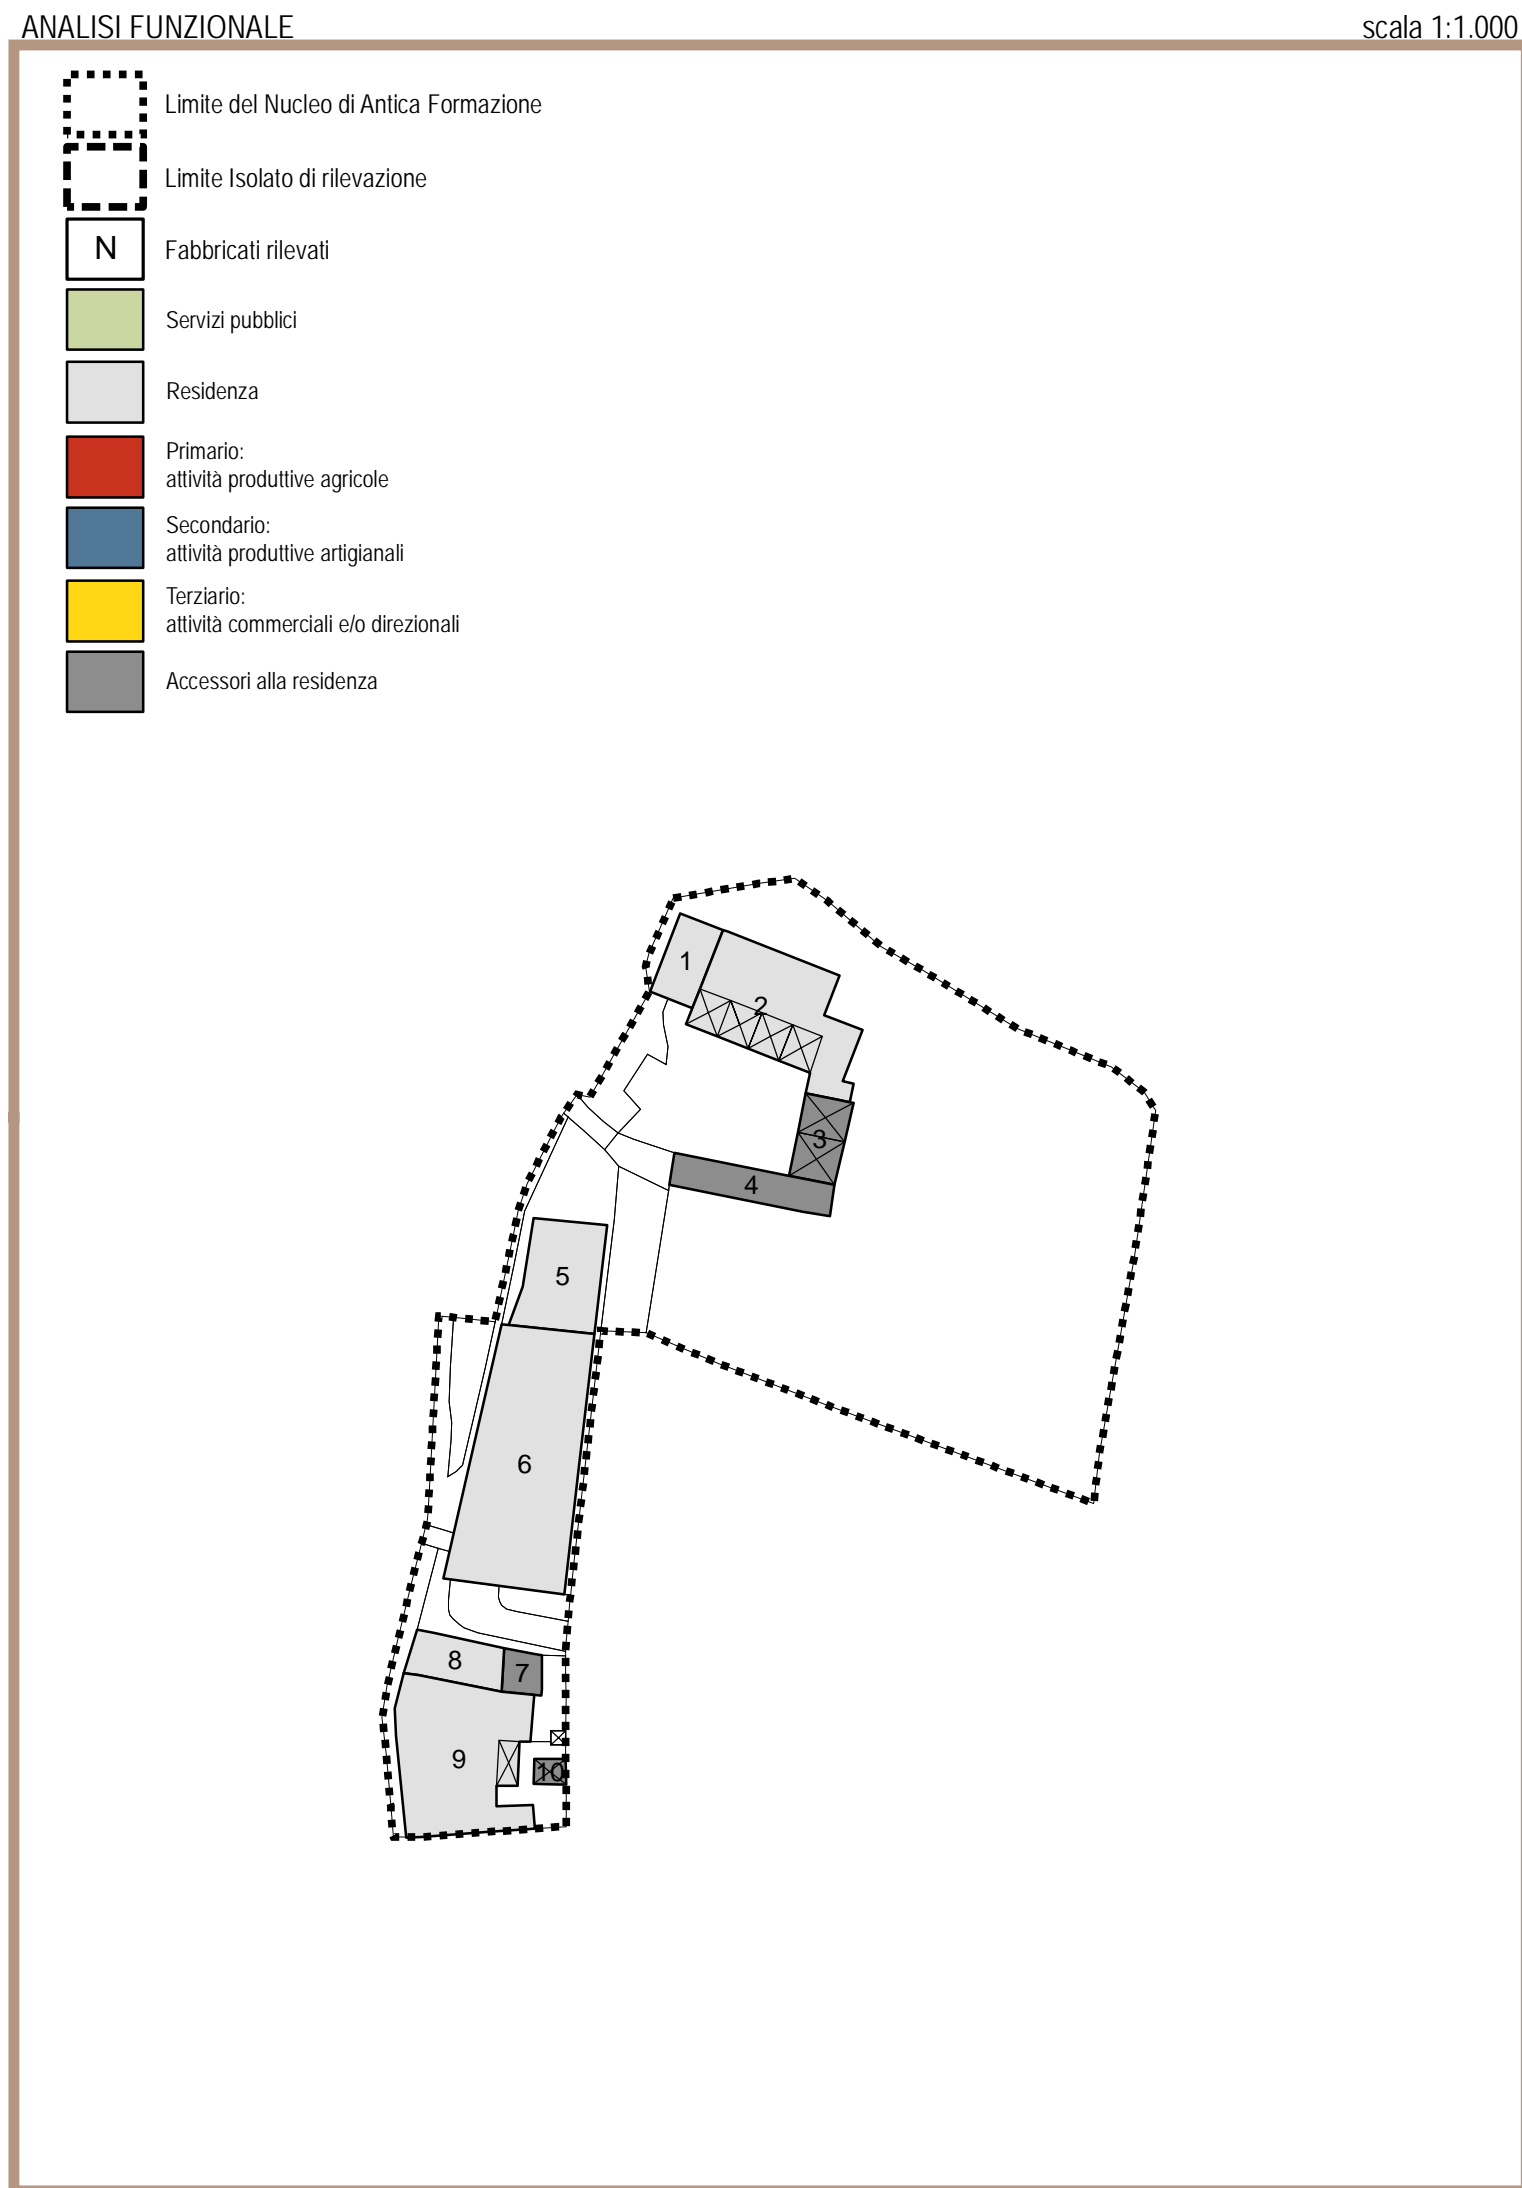 ANALISI FUNZIONALE
scala 1:1.000
Limite del Nucleo di Antica Formazione
Limite Isolato di rilevazione
N
Fabbricati rilevati
Servizi pubblici
Residenza
Primario:
attività produttive agricole
Secondario:
attività produttive artigianali
Terziario:
attività commerciali e/o direzionali
Accessori alla residenza
1
2
3
4
5
6
8
7
9
10